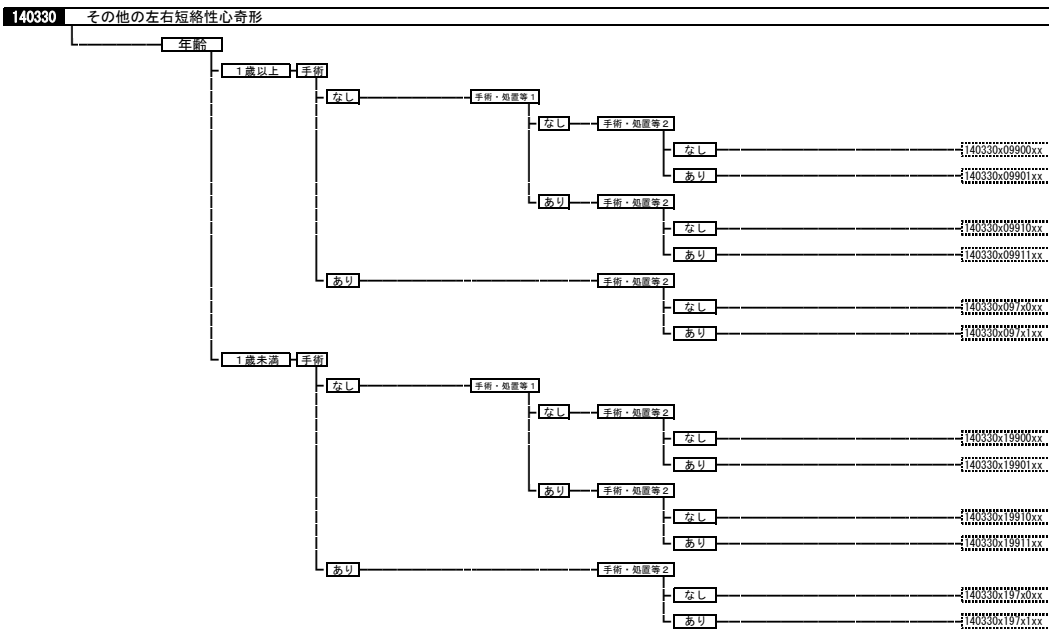 140330 その他の左右短絡性心奇形
年齢
1歳以上 手術
なし 手術・処置等1
なし 手術・処置等2
なし 140330x09900xx
あり 140330x09901xx
あり 手術・処置等2
なし 140330x09910xx
あり 140330x09911xx
あり 手術・処置等2
なし 140330x097x0xx
あり 140330x097x1xx
1歳未満 手術
なし 手術・処置等1
なし 手術・処置等2
なし 140330x19900xx
あり 140330x19901xx
あり 手術・処置等2
なし 140330x19910xx
あり 140330x19911xx
あり 手術・処置等2
なし 140330x197x0xx
あり 140330x197x1xx